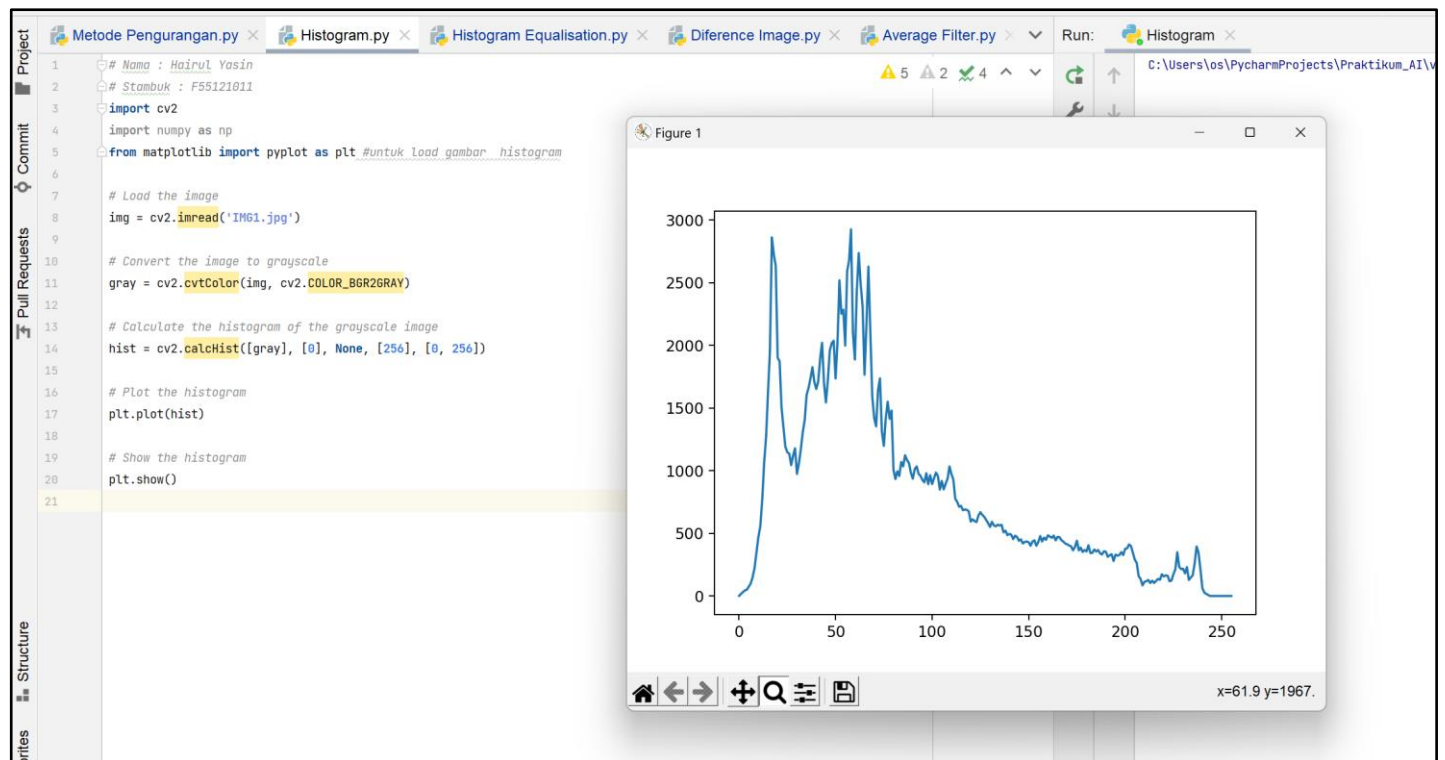 Metode Pengurangan.py
Histogram.py
Histogram Equalisation.py
Diference Image.py
Average Filter.py
Run:
Histogram
Project
Commit
Pull Requests
Structure
5 2 4
C:\Users\os\PycharmProjects\Praktikum_AI\v
1 # Nama : Hairul Yasin
2 # Stambuk : F55121011
3 import cv2
4 import numpy as np
5 from matplotlib import pyplot as plt #untuk load gambar histogram
6
7 # Load the image
8 img = cv2.imread('IMG1.jpg')
9
10 # Convert the image to grayscale
11 gray = cv2.cvtColor(img, cv2.COLOR_BGR2GRAY)
12
13 # Calculate the histogram of the grayscale image
14 hist = cv2.calcHist([gray], [0], None, [256], [0, 256])
15
16 # Plot the histogram
17 plt.plot(hist)
18
19 # Show the histogram
20 plt.show()
21
Figure 1
3000
2500
2000
1500
1000
500
0
0 50 100 150 200 250
x=61.9 y=1967.